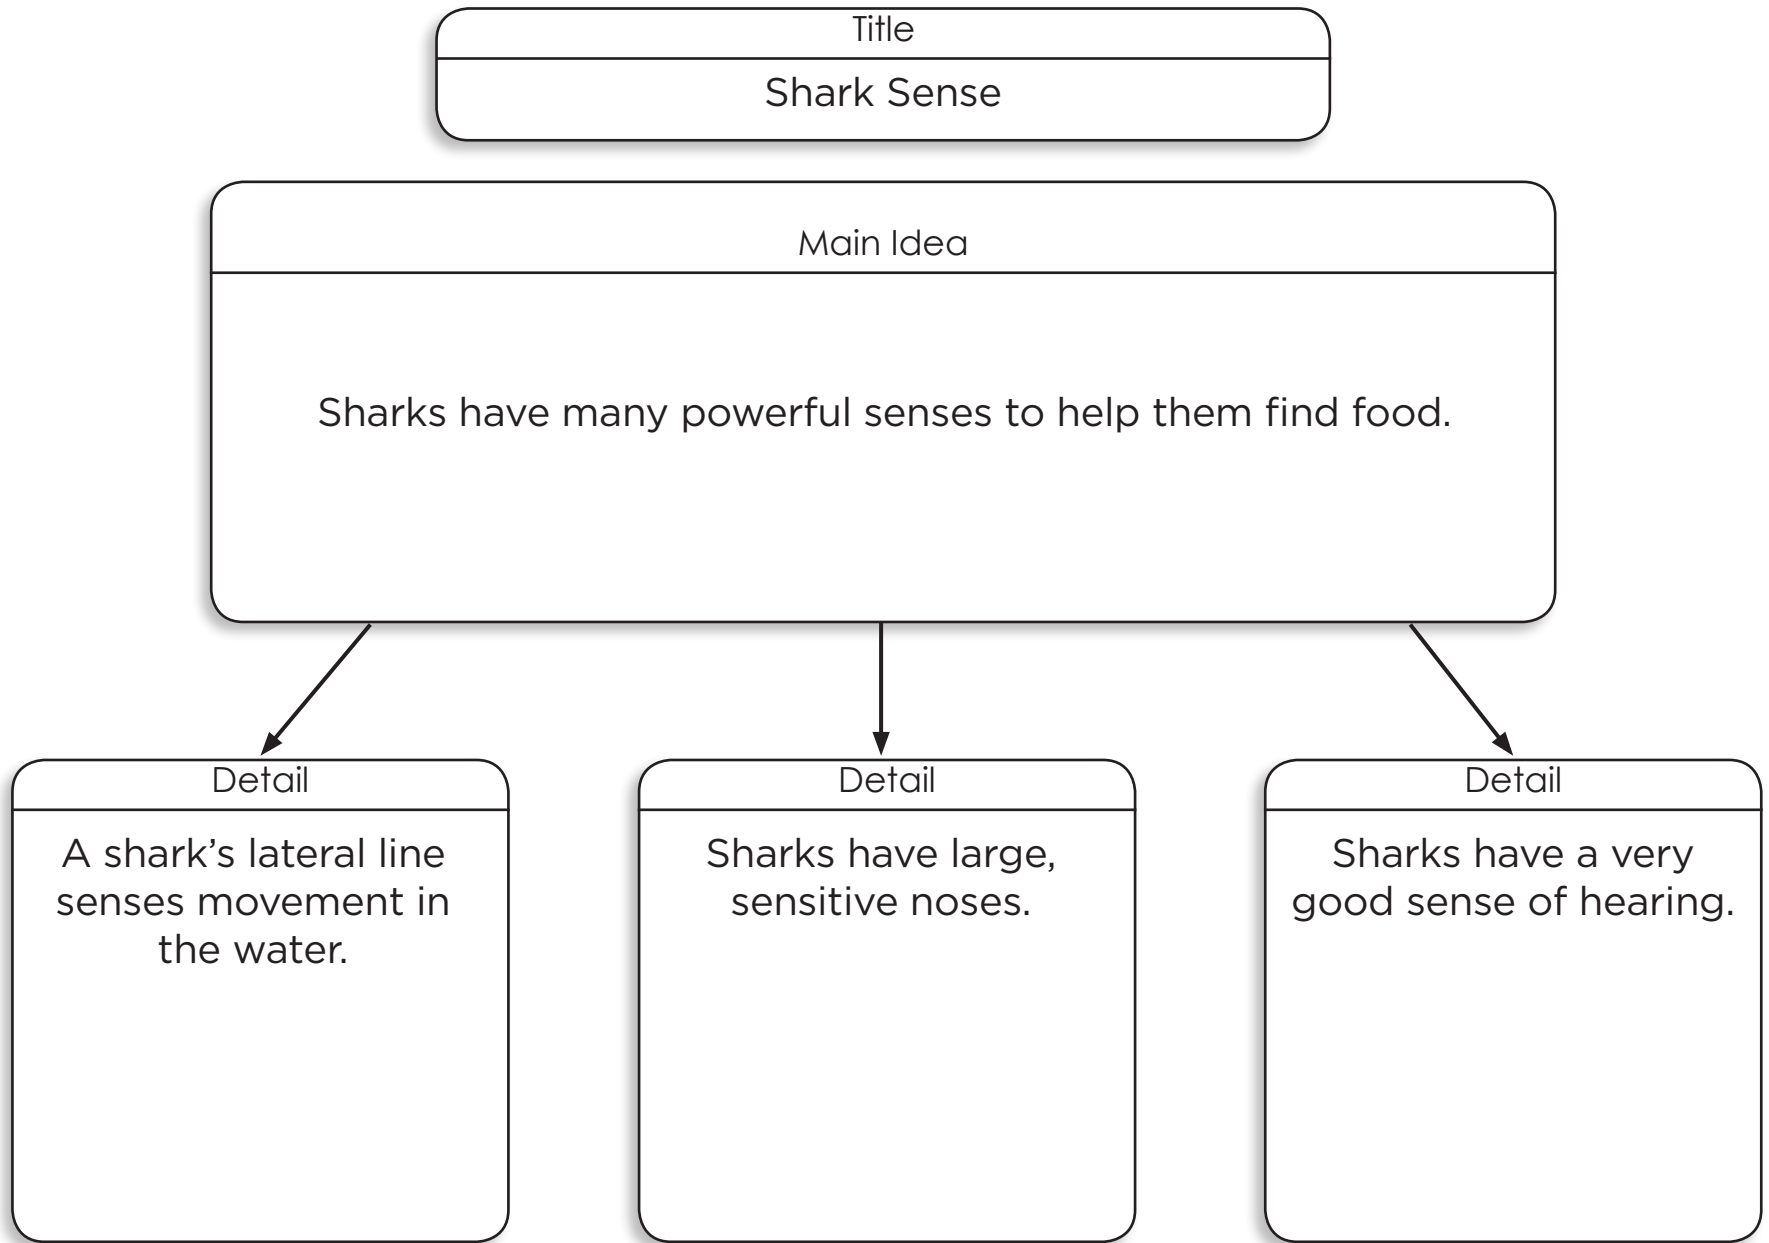 Title
Shark Sense
Main Idea
Sharks have many powerful senses to help them find food.
Detail
A shark’s lateral line
senses movement in
the water.
Detail
Sharks have large,
sensitive noses.
Detail
Sharks have a very
good sense of hearing.